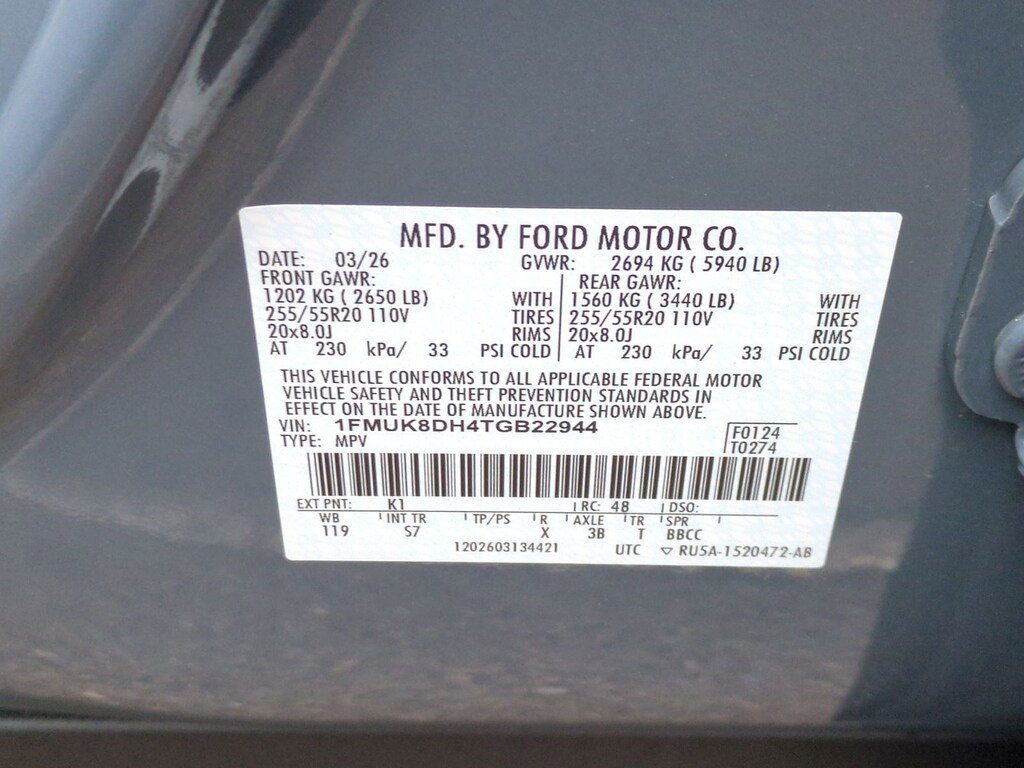 MFD. BY FORD MOTOR CO.
DATE: 03/26 GVWR: 2694 KG ( 5940 LB)
FRONT GAWR: REAR GAWR:
1202 KG ( 2650 LB) WITH 1560 KG ( 3440 LB) WITH
255/55R20 110V TIRES 255/55R20 110V TIRES
20x8.0J RIMS 20x8.0J RIMS
AT 230 kPa/ 33 PSI COLD AT 230 kPa/ 33 PSI COLD
THIS VEHICLE CONFORMS TO ALL APPLICABLE FEDERAL MOTOR
VEHICLE SAFETY AND THEFT PREVENTION STANDARDS IN
EFFECT ON THE DATE OF MANUFACTURE SHOWN ABOVE.
VIN: 1FMUK8DH4TGB22944 F0124
TYPE: MPV T0274
EXT PNT: K1 RC: 48 DSO:
WB INT TR TP/PS R AXLE TR SPR
119 S7 X 3B T BBCC
1202603134421 UTC ▽ RU5A-1520472-AB